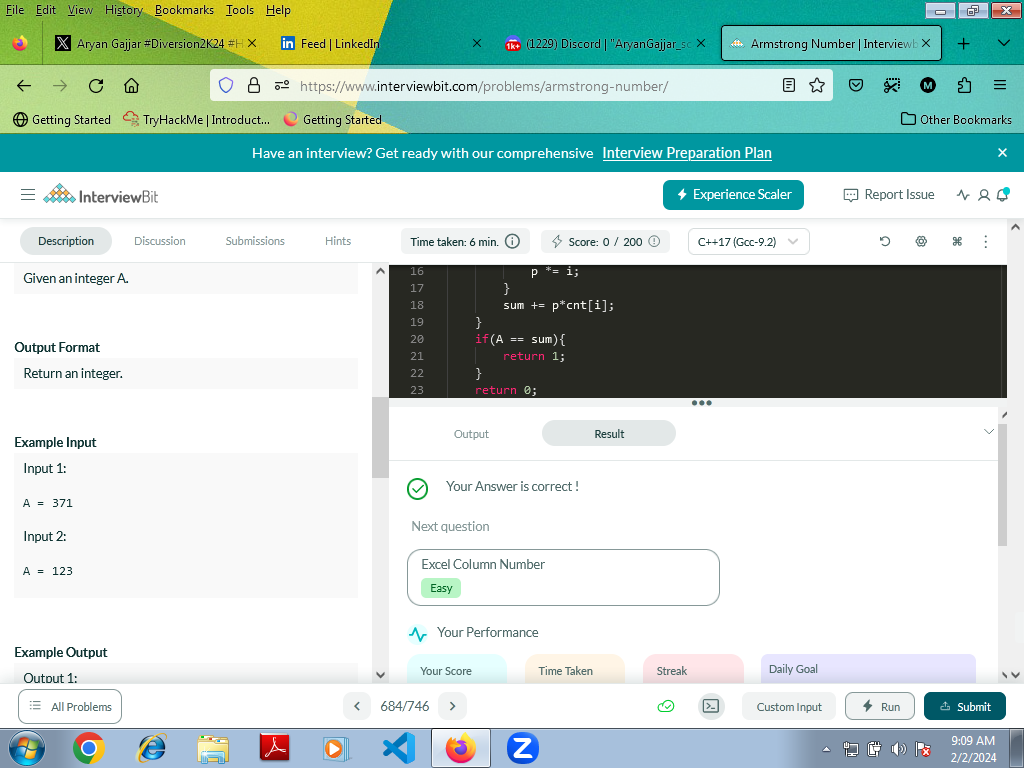 File Edit View History Bookmarks Tools Help
Aryan Gajjar #Diversion2K24 #H
Feed | LinkedIn
(1229) Discord | "AryanGajjar_sc
Armstrong Number | Interviewb
https://www.interviewbit.com/problems/armstrong-number/
Getting Started
TryHackMe | Introduct...
Getting Started
Other Bookmarks
Have an interview? Get ready with our comprehensive Interview Preparation Plan
InterviewBit
Experience Scaler
Report Issue
Description
Discussion
Submissions
Hints
Time taken: 6 min.
Score: 0 / 200
C++17 (Gcc-9.2)
Given an integer A.
Output Format
Return an integer.
Example Input
Input 1:
A = 371
Input 2:
A = 123
Example Output
Output 1:
16 p *= i;
17 }
18 sum += p*cnt[i];
19 }
20 if(A == sum){
21 return 1;
22 }
23 return 0;
Output
Result
Your Answer is correct !
Next question
Excel Column Number
Easy
Your Performance
Your Score
Time Taken
Streak
Daily Goal
All Problems
684/746
Custom Input
Run
Submit
9:09 AM
2/2/2024